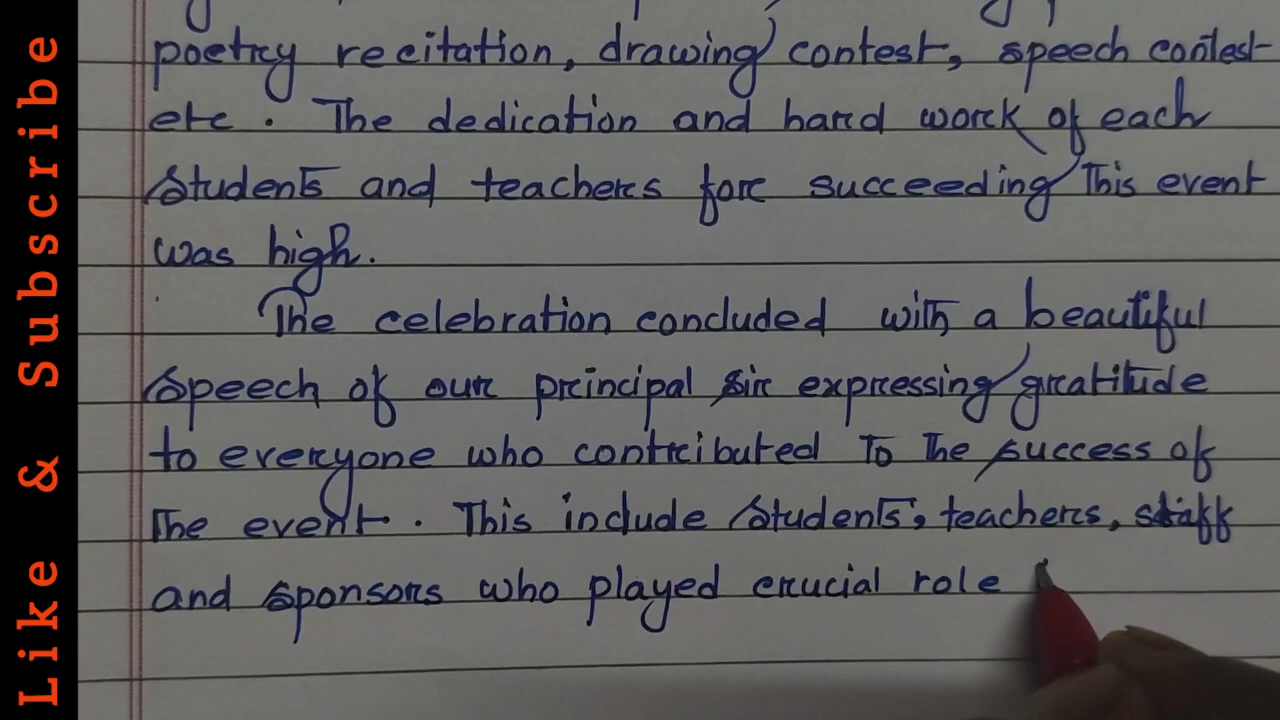 poetry recitation, drawing contest, speech contest
etc. The dedication and hard work of each
students and teachers for succeeding This event
was high.
The celebration concluded with a beautiful
speech of our principal sir expressing gratitude
to everyone who contributed To The success of
The event. This include students, teachers, staff
and sponsors who played crucial role
Like & Subscribe